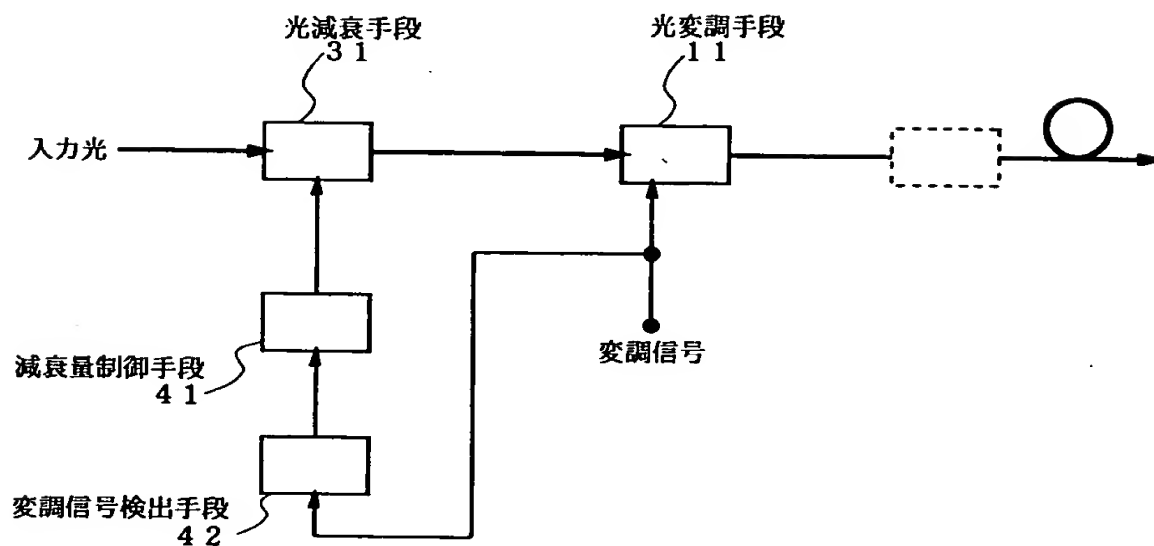 光減衰手段
３１
光変調手段
１１
入力光
変調信号
減衰量制御手段
４１
変調信号検出手段
４２